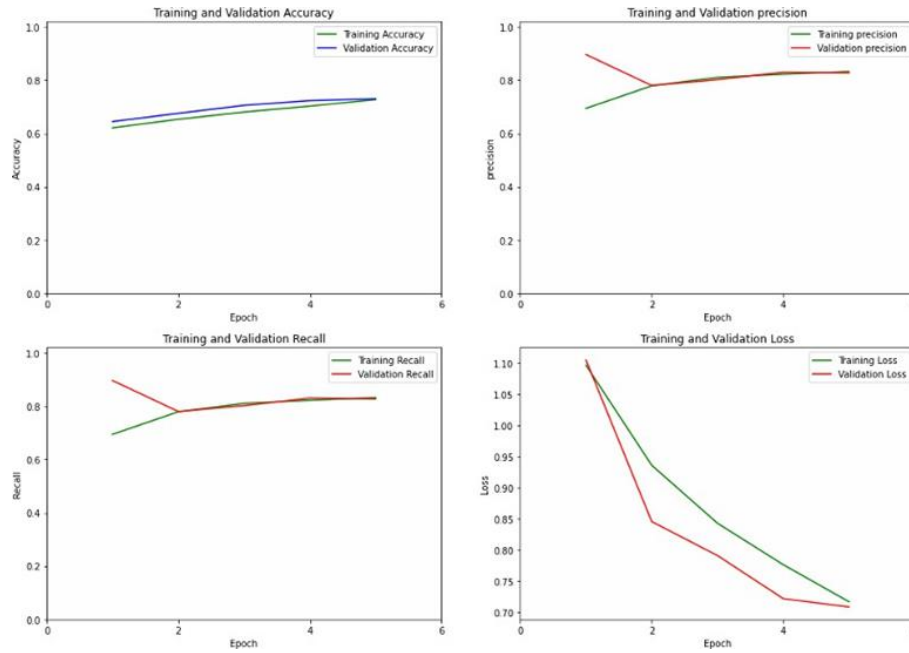 Training and Validation Accuracy
1.0
0.8
0.6
0.4
0.2
0.0
Accuracy
Training Accuracy
Validation Accuracy
0
2
4
6
Epoch
Training and Validation precision
1.0
0.8
0.6
0.4
0.2
0.0
precision
Training precision
Validation precision
0
2
4
Epoch
Training and Validation Recall
1.0
0.8
0.6
0.4
0.2
0.0
Recall
Training Recall
Validation Recall
0
2
4
6
Epoch
Training and Validation Loss
1.10
1.05
1.00
0.95
0.90
0.85
0.80
0.75
0.70
Loss
Training Loss
Validation Loss
0
2
4
Epoch